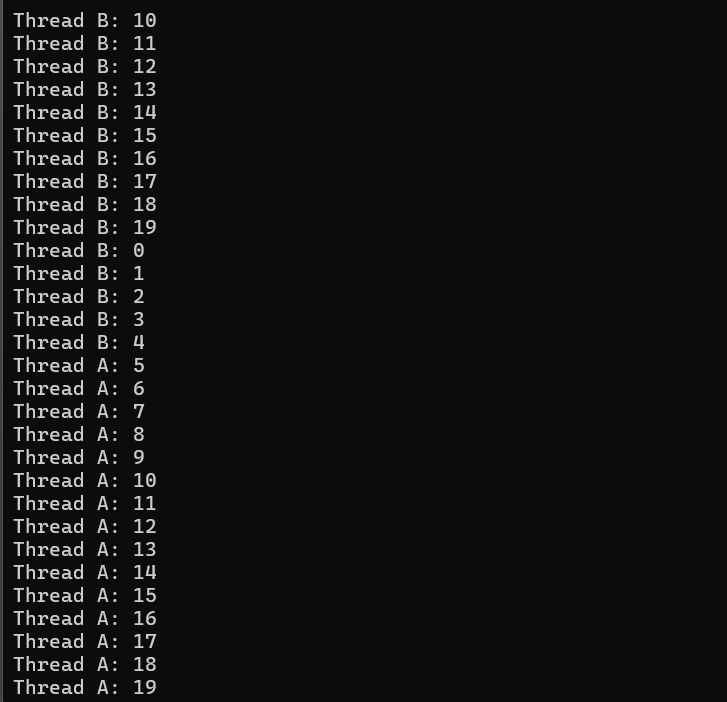 Thread B: 10
Thread B: 11
Thread B: 12
Thread B: 13
Thread B: 14
Thread B: 15
Thread B: 16
Thread B: 17
Thread B: 18
Thread B: 19
Thread B: 0
Thread B: 1
Thread B: 2
Thread B: 3
Thread B: 4
Thread A: 5
Thread A: 6
Thread A: 7
Thread A: 8
Thread A: 9
Thread A: 10
Thread A: 11
Thread A: 12
Thread A: 13
Thread A: 14
Thread A: 15
Thread A: 16
Thread A: 17
Thread A: 18
Thread A: 19